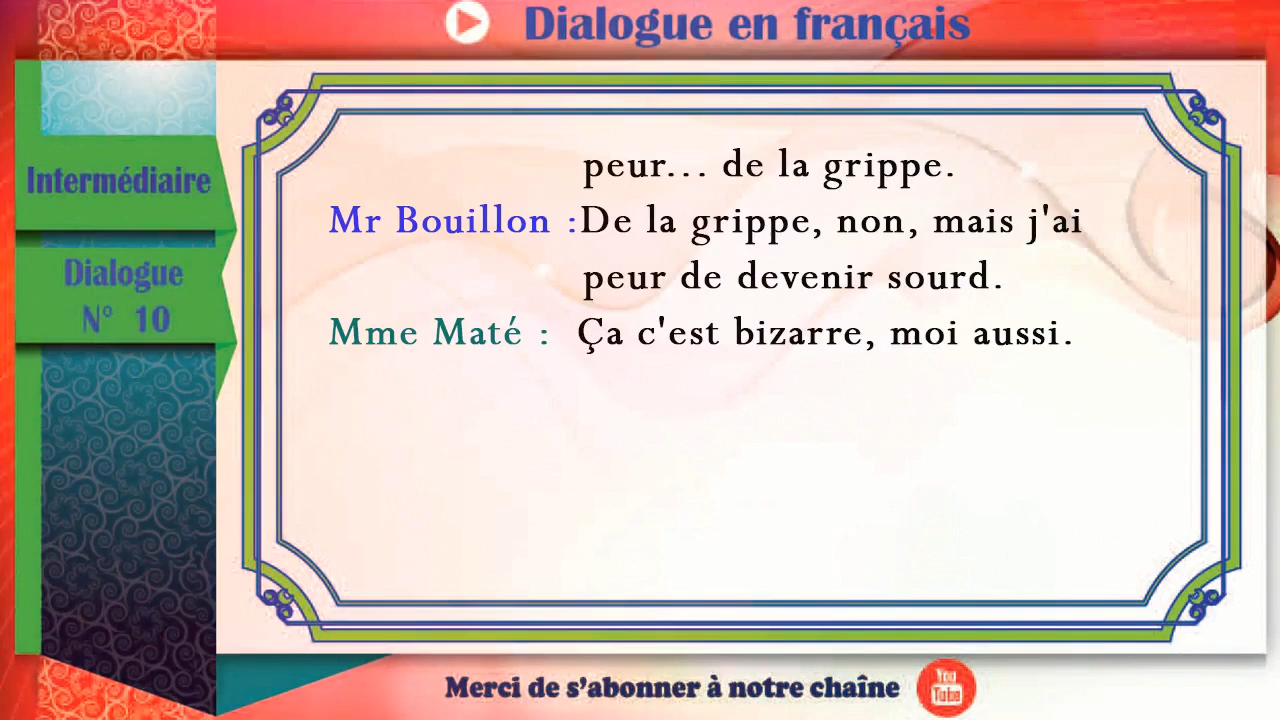 Dialogue en français
Intermédiaire
Dialogue
N° 10
peur... de la grippe.
Mr Bouillon :De la grippe, non, mais j'ai
peur de devenir sourd.
Mme Maté : Ça c'est bizarre, moi aussi.
Merci de s'abonner à notre chaîne
You
Tube